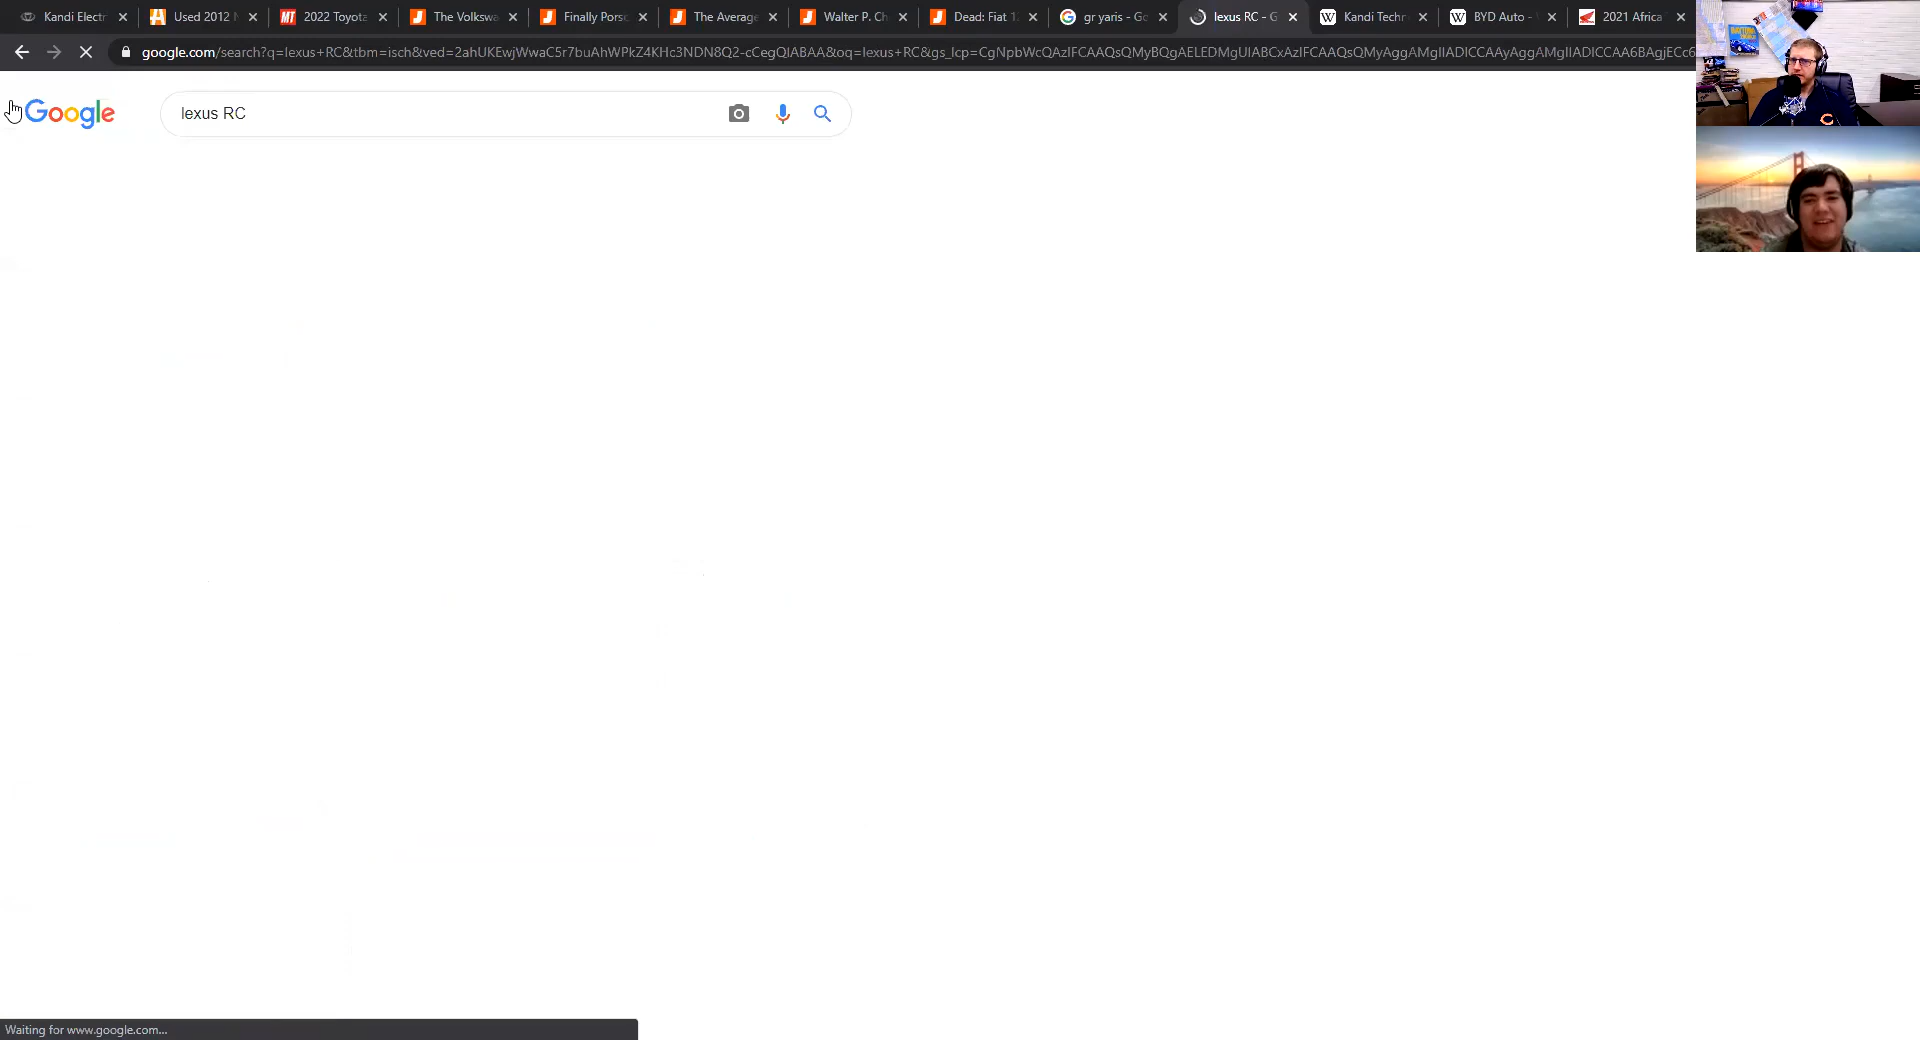 Kandi Electr
Used 2012 N
2022 Toyota
The Volkswa
Finally Pors
The Average
Walter P. Ch
Dead: Fiat 1
gr yaris - Go
lexus RC - G
Kandi Techn
BYD Auto -
2021 Africa
google.com/search?q=lexus+RC&tbm=isch&ved=2ahUKEwjWwaC5r7buAhWPkZ4KHc3NDN8Q2-cCegQIABAA&oq=lexus+RC&gs_lcp=CgNpbWcQAzIFCAAQsQMyBQgAELEDMgUIABCxAzIFCAAQsQMyAggAMgIIADICCAAyAggAMgIIADICCAA6BAgjECc6
Google
lexus RC
Waiting for www.google.com...